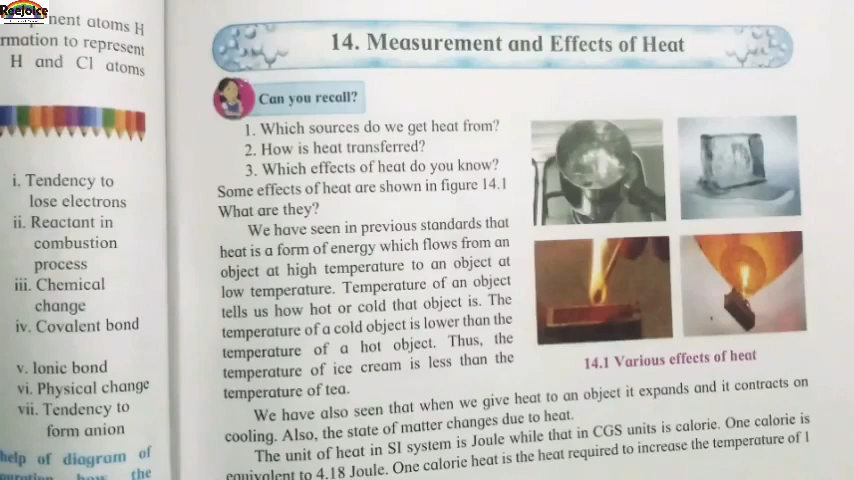 Reejoice
nent atoms H
rmation to represent
H and Cl atoms
i. Tendency to
lose electrons
ii. Reactant in
combustion
process
iii. Chemical
change
iv. Covalent bond
v. Ionic bond
vi. Physical change
vii. Tendency to
form anion
help of diagram of
how the
14. Measurement and Effects of Heat
Can you recall?
1. Which sources do we get heat from?
2. How is heat transferred?
3. Which effects of heat do you know?
Some effects of heat are shown in figure 14.1
What are they?
We have seen in previous standards that
heat is a form of energy which flows from an
object at high temperature to an object at
low temperature. Temperature of an object
tells us how hot or cold that object is. The
temperature of a cold object is lower than the
temperature of a hot object. Thus, the
temperature of ice cream is less than the
temperature of tea.
14.1 Various effects of heat
We have also seen that when we give heat to an object it expands and it contracts on
cooling. Also, the state of matter changes due to heat.
The unit of heat in SI system is Joule while that in CGS units is calorie. One calorie is
equivalent to 4.18 Joule. One calorie heat is the heat required to increase the temperature of 1